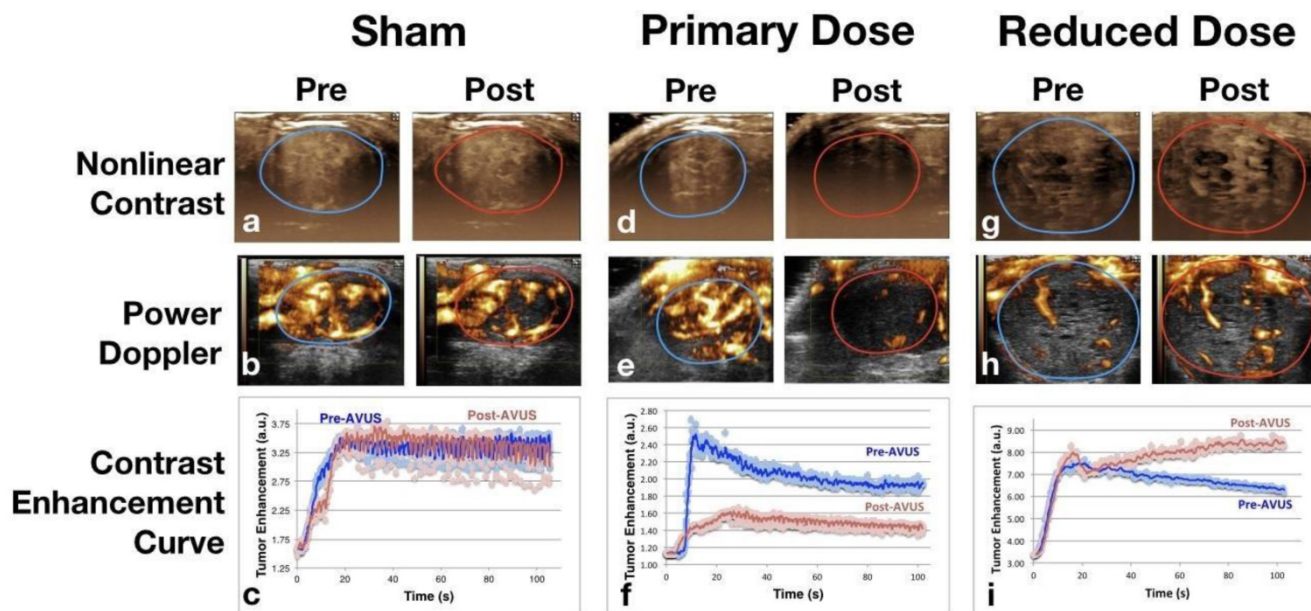 Sham
Primary Dose
Reduced Dose
Pre
Post
Pre
Post
Pre
Post
Nonlinear
Contrast
a
d
g
Power
Doppler
b
e
h
Contrast
Enhancement
Curve
Tumor Enhancement (a.u.)
3.75
3.25
2.75
2.25
1.75
1.25
Pre-AVUS
Post-AVUS
0
20
40
60
80
100
Time (s)
c
Tumor Enhancement (a.u.)
2.80
2.60
2.40
2.20
2.00
1.80
1.60
1.40
1.20
1.00
Pre-AVUS
Post-AVUS
0
20
40
60
80
100
Time (s)
f
Tumor Enhancement (a.u.)
9.00
8.00
7.00
6.00
5.00
4.00
3.00
Post-AVUS
Pre-AVUS
0
20
40
60
80
100
Time (s)
i